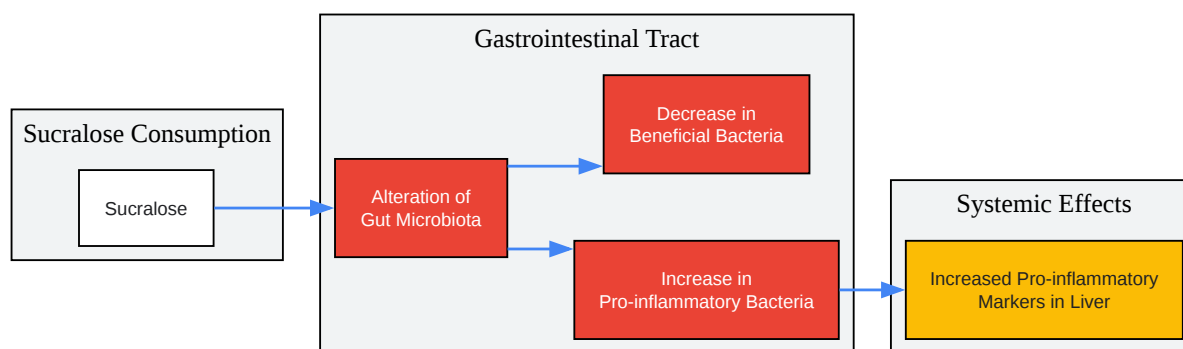 Sucralose Consumption
Sucralose
Gastrointestinal Tract
Alteration of
Gut Microbiota
Decrease in
Beneficial Bacteria
Increase in
Pro-inflammatory Bacteria
Systemic Effects
Increased Pro-inflammatory
Markers in Liver